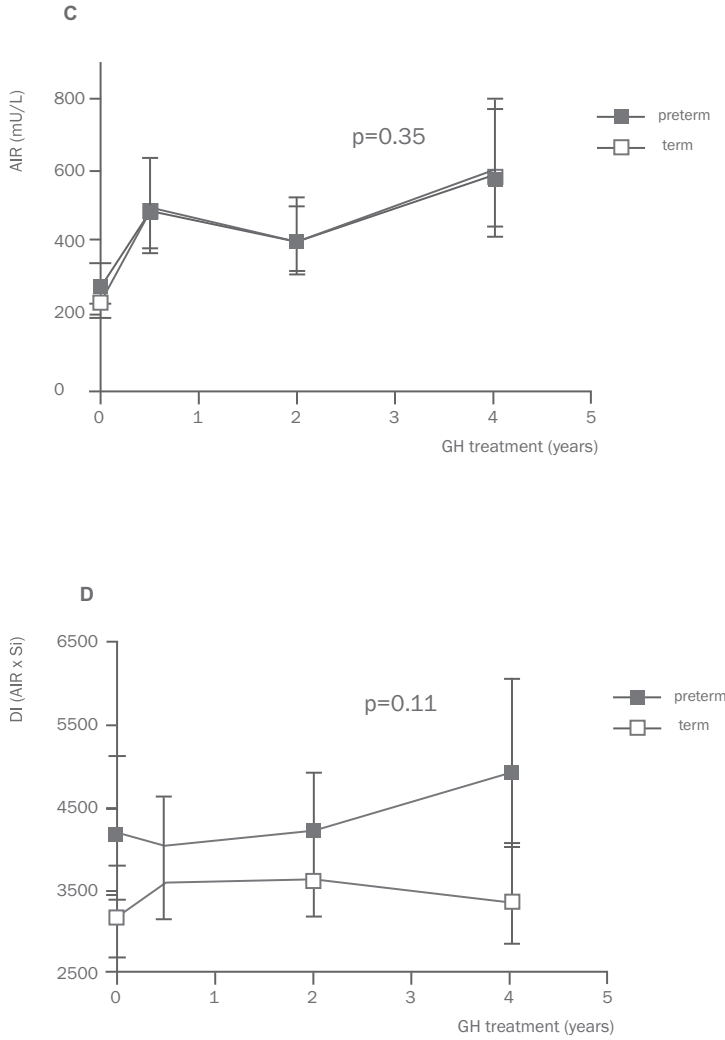 C
AIR (mU/L)
800
600
400
200
0
p=0.35
preterm
term
0 1 2 3 4 5
GH treatment (years)
D
DI (AIR x Si)
6500
5500
4500
3500
2500
p=0.11
preterm
term
0 1 2 3 4 5
GH treatment (years)